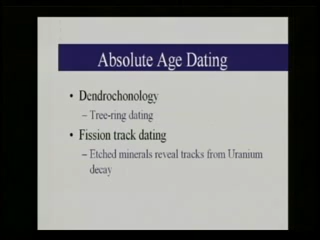 Absolute Age Dating
• Dendrochonology
– Tree-ring dating
• Fission track dating
– Etched minerals reveal tracks from Uranium
decay